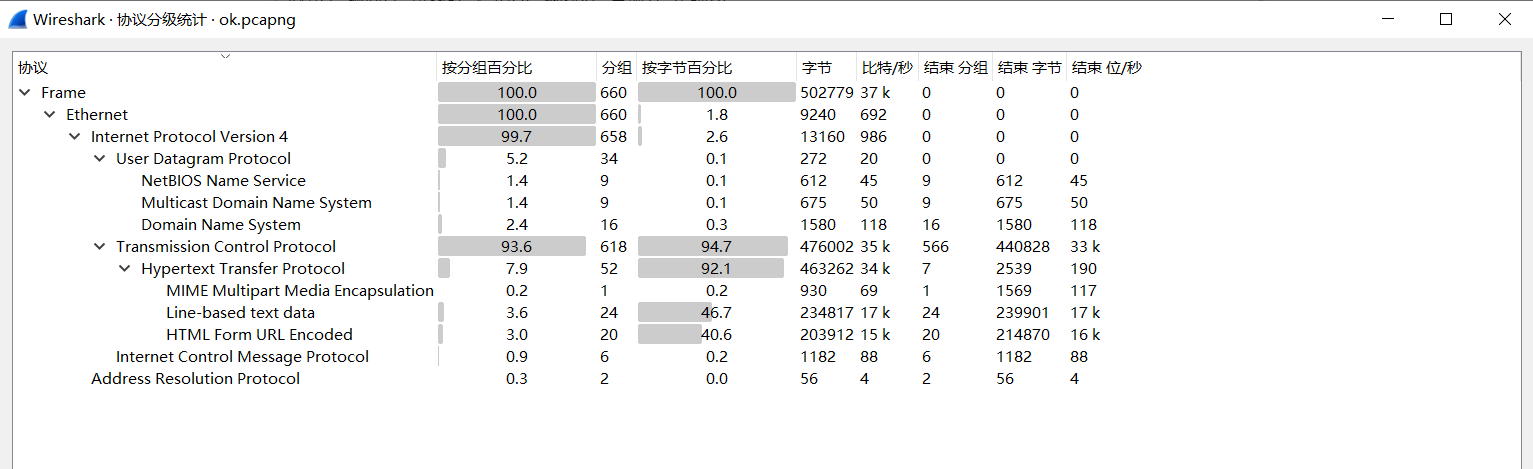 Wireshark · 协议分级统计 · ok.pcapng
协议 按分组百分比 分组 按字节百分比 字节 比特/秒 结束 分组 结束 字节 结束 位/秒
Frame 100.0 660 100.0 502779 37 k 0 0 0
Ethernet 100.0 660 1.8 9240 692 0 0 0
Internet Protocol Version 4 99.7 658 2.6 13160 986 0 0 0
User Datagram Protocol 5.2 34 0.1 272 20 0 0 0
NetBIOS Name Service 1.4 9 0.1 612 45 9 612 45
Multicast Domain Name System 1.4 9 0.1 675 50 9 675 50
Domain Name System 2.4 16 0.3 1580 118 16 1580 118
Transmission Control Protocol 93.6 618 94.7 476002 35 k 566 440828 33 k
Hypertext Transfer Protocol 7.9 52 92.1 463262 34 k 7 2539 190
MIME Multipart Media Encapsulation 0.2 1 0.2 930 69 1 1569 117
Line-based text data 3.6 24 46.7 234817 17 k 24 239901 17 k
HTML Form URL Encoded 3.0 20 40.6 203912 15 k 20 214870 16 k
Internet Control Message Protocol 0.9 6 0.2 1182 88 6 1182 88
Address Resolution Protocol 0.3 2 0.0 56 4 2 56 4